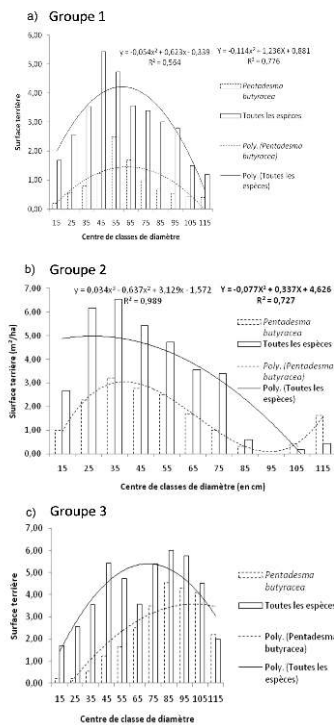 a) Groupe 1
y = -0,054x² + 0,623x - 0,339
R² = 0,564
y = -0,114x² + 1,236x + 0,881
R² = 0,776
6,00
5,00
4,00
3,00
2,00
1,00
0,00
Surface terrière
15 25 35 45 55 65 75 85 95 105 115
Centre de classes de diamètre
Pentadesma butyracea
Toutes les espèces
Poly. (Pentadesma butyracea)
Poly (Toutes les espèces)
b) Groupe 2
y = 0,034x³ - 0,637x² + 3,129x - 1,572
R² = 0,989
y = -0,077X² + 0,337X + 4,626
R² = 0,727
7,00
6,00
5,00
4,00
3,00
2,00
1,00
0,00
Siurface terrière (m²/ha)
15 25 35 45 55 65 75 85 95 105 115
Centre de classes de diamètre (en cm)
Pentadesma butyracea
Toutes les espèces
Poly. (Pentadesma butyracea)
Poly. (Toutes les espèces)
c) Groupe 3
7,00
6,00
5,00
4,00
3,00
2,00
1,00
0,00
Surface terrière
15 25 35 45 55 65 75 85 95 105 115
Centre de classes de diamètre
Pentadesma butyracea
Toutes les espèces
Poly. (Pentadesma butyracea)
Poly. (Toutes les espèces)